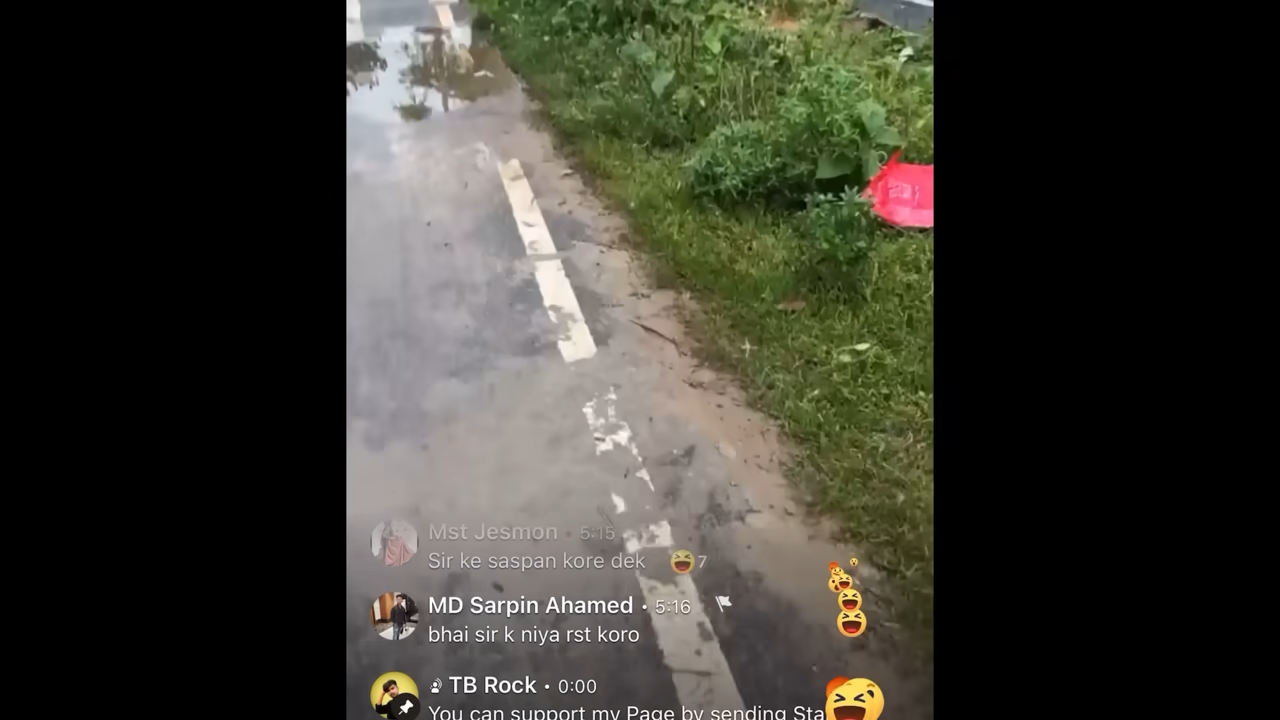 Mst Jesmon • 5:15
Sir ke saspan kore dek 7
MD Sarpin Ahamed • 5:16
bhai sir k niya rst koro
TB Rock • 0:00
You can support my Page by sending Sta